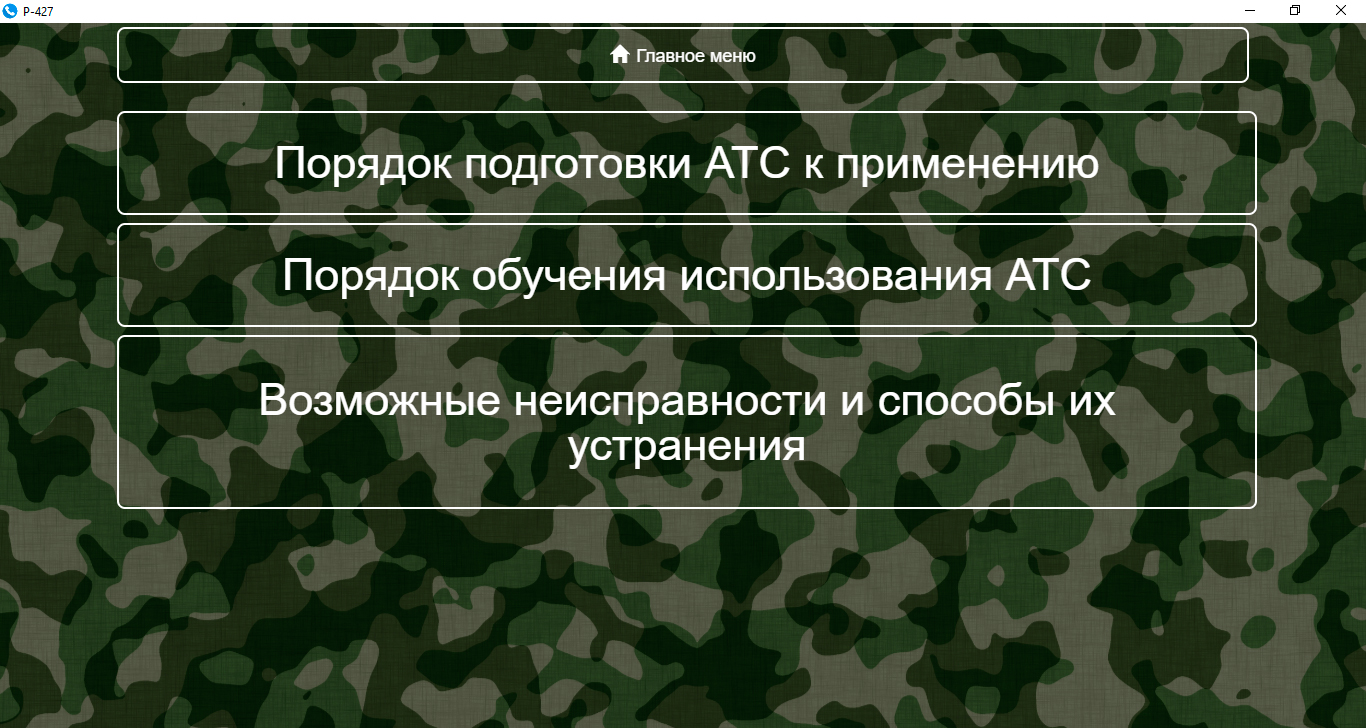 P-427
Главное меню
Порядок подготовки АТС к применению
Порядок обучения использования АТС
Возможные неисправности и способы их
устранения